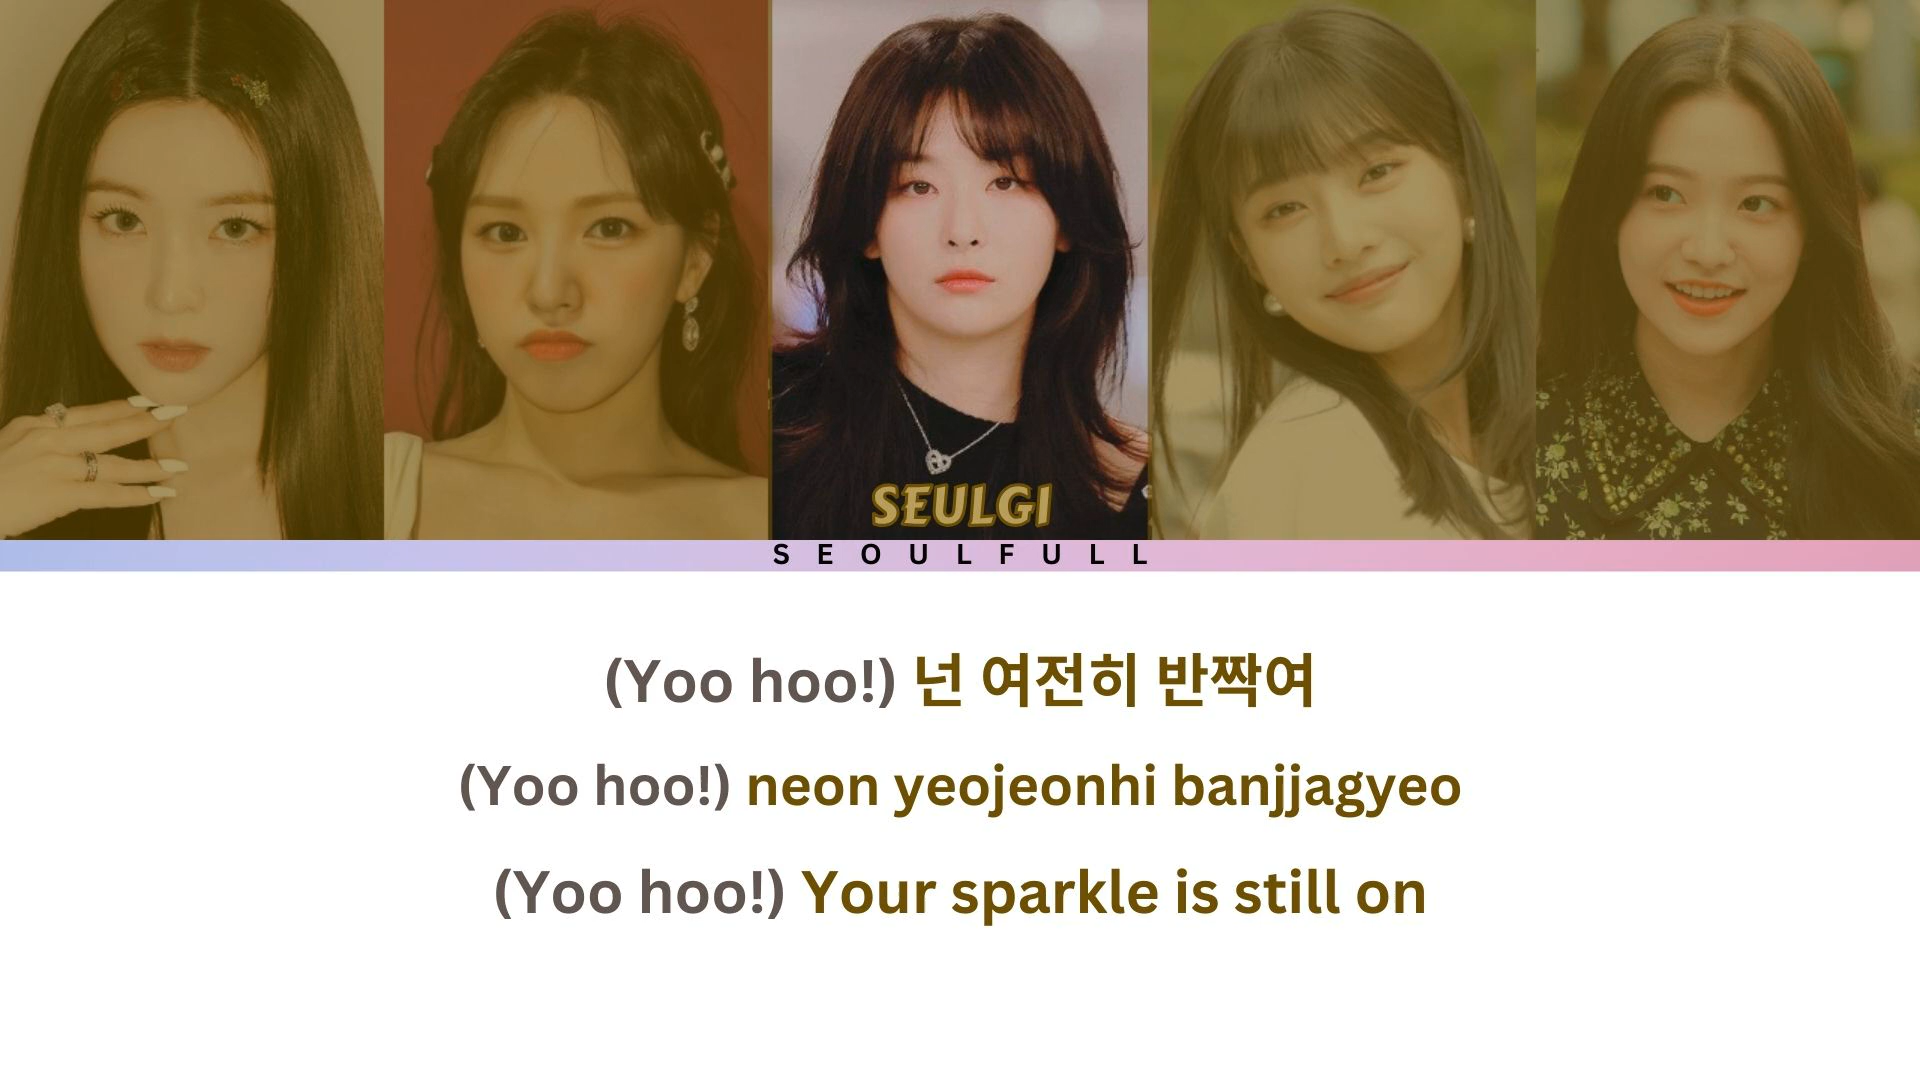 SEULGI
SEOULFULL
(Yoo hoo!) 넌 여전히 반짝여
(Yoo hoo!) neon yeojeonhi banjjagyeo
(Yoo hoo!) Your sparkle is still on